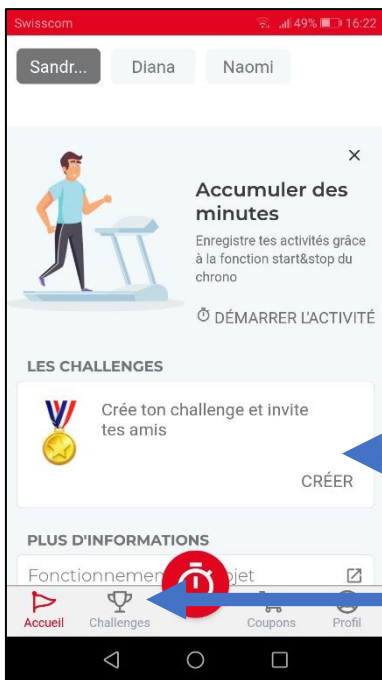 Swisscom 49% 16:22
Sandr... Diana Naomi
Accumuler des
minutes
Enregistre tes activités grâce
à la fonction start&stop du
chrono
DÉMARRER L'ACTIVITÉ
LES CHALLENGES
Crée ton challenge et invite
tes amis
CRÉER
PLUS D'INFORMATIONS
Accueil Challenges Coupons Profil